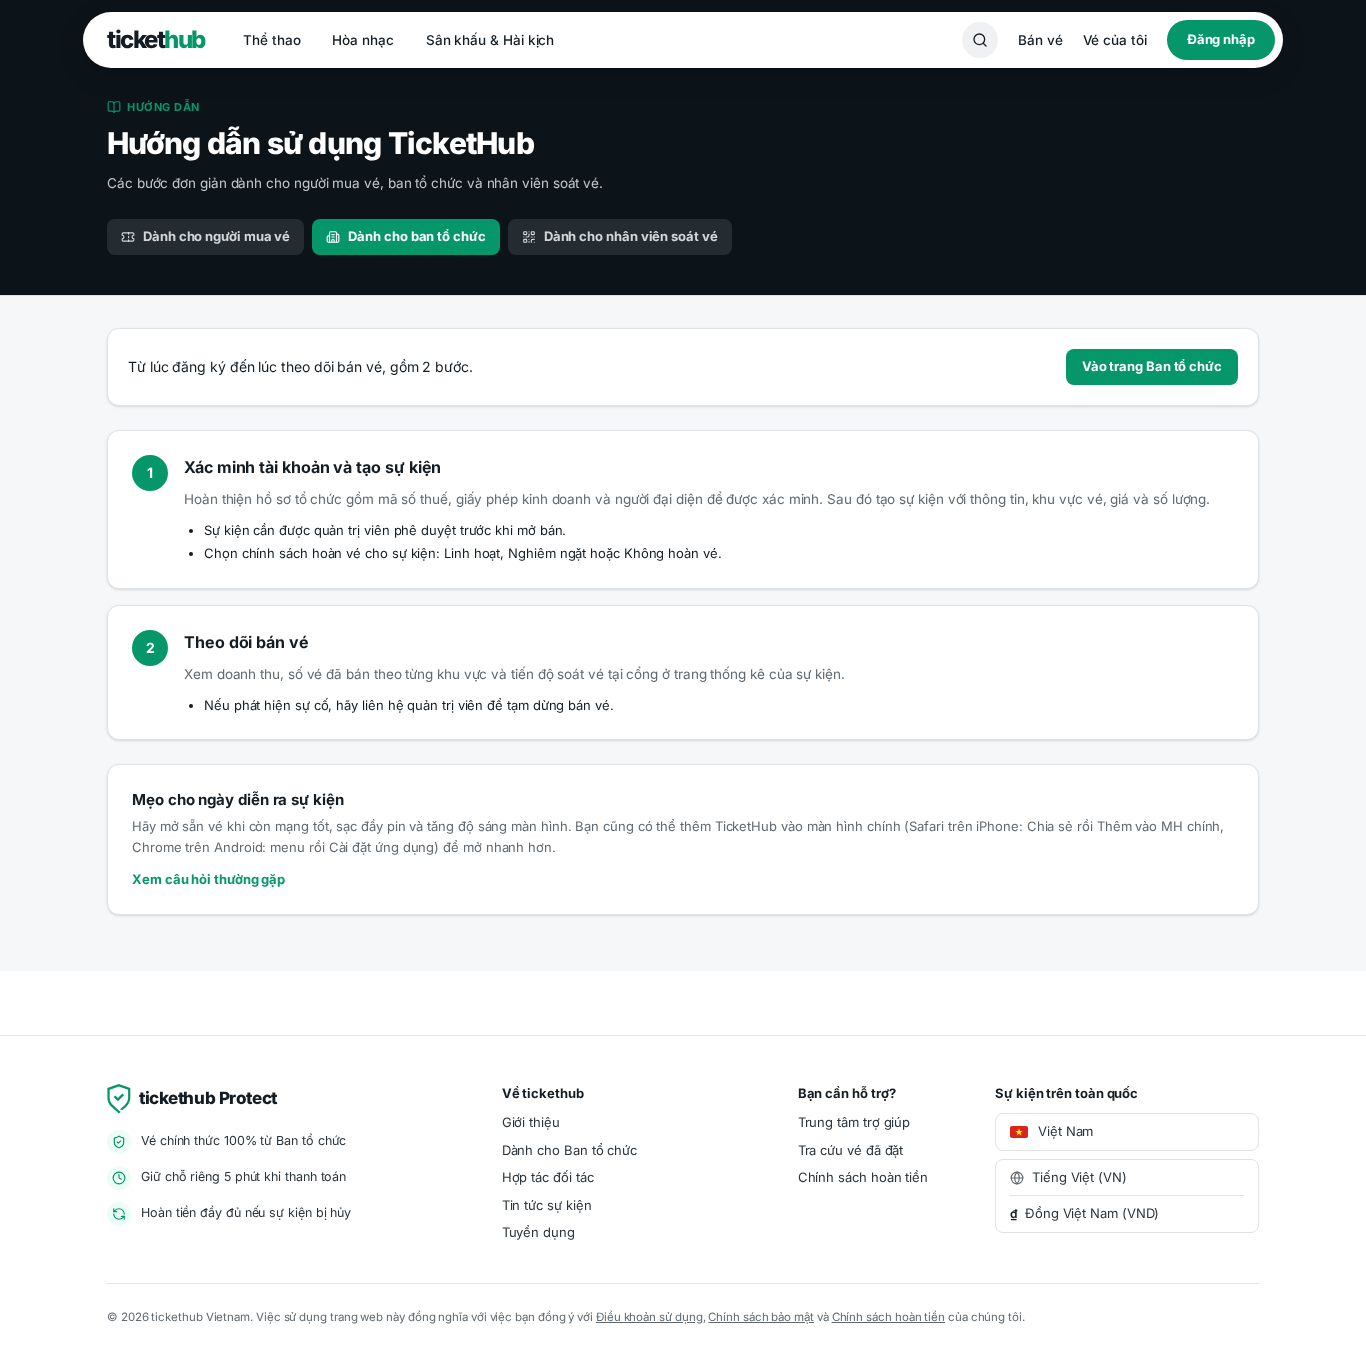 tickethub
Thể thao
Hòa nhạc
Sân khấu & Hài kịch
Bán vé
Vé của tôi
Đăng nhập
HƯỚNG DẪN
Hướng dẫn sử dụng TicketHub
Các bước đơn giản dành cho người mua vé, ban tổ chức và nhân viên soát vé.
Dành cho người mua vé
Dành cho ban tổ chức
Dành cho nhân viên soát vé
Từ lúc đăng ký đến lúc theo dõi bán vé, gồm 2 bước.
Vào trang Ban tổ chức
1
Xác minh tài khoản và tạo sự kiện
Hoàn thiện hồ sơ tổ chức gồm mã số thuế, giấy phép kinh doanh và người đại diện để được xác minh. Sau đó tạo sự kiện với thông tin, khu vực vé, giá và số lượng.
• Sự kiện cần được quản trị viên phê duyệt trước khi mở bán.
• Chọn chính sách hoàn vé cho sự kiện: Linh hoạt, Nghiêm ngặt hoặc Không hoàn vé.
2
Theo dõi bán vé
Xem doanh thu, số vé đã bán theo từng khu vực và tiến độ soát vé tại cổng ở trang thống kê của sự kiện.
• Nếu phát hiện sự cố, hãy liên hệ quản trị viên để tạm dừng bán vé.
Mẹo cho ngày diễn ra sự kiện
Hãy mở sẵn vé khi còn mạng tốt, sạc đầy pin và tăng độ sáng màn hình. Bạn cũng có thể thêm TicketHub vào màn hình chính (Safari trên iPhone: Chia sẻ rồi Thêm vào MH chính,
Chrome trên Android: menu rồi Cài đặt ứng dụng) để mở nhanh hơn.
Xem câu hỏi thường gặp
tickethub Protect
Vé chính thức 100% từ Ban tổ chức
Giữ chỗ riêng 5 phút khi thanh toán
Hoàn tiền đầy đủ nếu sự kiện bị hủy
Về tickethub
Giới thiệu
Dành cho Ban tổ chức
Hợp tác đối tác
Tin tức sự kiện
Tuyển dụng
Bạn cần hỗ trợ?
Trung tâm trợ giúp
Tra cứu vé đã đặt
Chính sách hoàn tiền
Sự kiện trên toàn quốc
Việt Nam
Tiếng Việt (VN)
₫ Đồng Việt Nam (VND)
© 2026 tickethub Vietnam. Việc sử dụng trang web này đồng nghĩa với việc bạn đồng ý với Điều khoản sử dụng, Chính sách bảo mật và Chính sách hoàn tiền của chúng tôi.